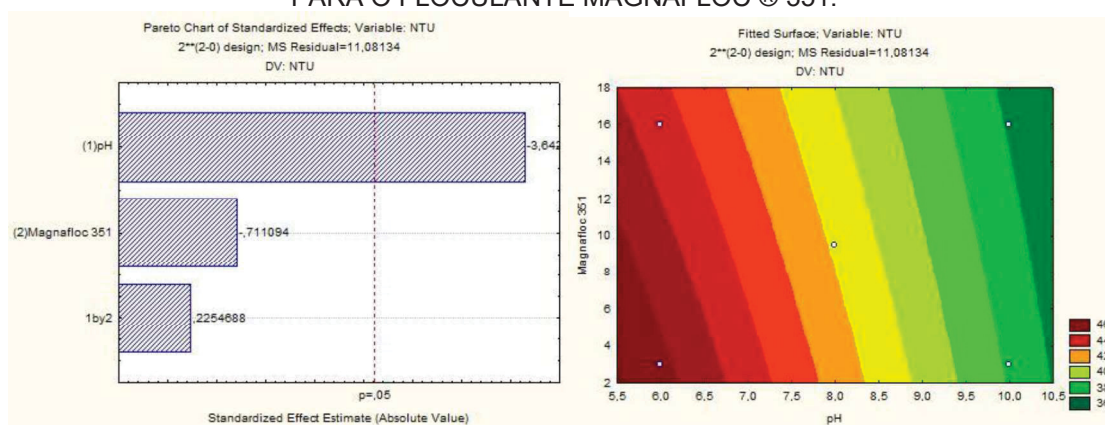 PARA O FLOCULANTE MAGNAFLOC ® 351.
Pareto Chart of Standardized Effects; Variable: NTU
2**(2-0) design; MS Residual=11,08134
DV: NTU
(1)pH
-3,642
(2)Magnafloc 351
-,711094
1by2
,2254688
p=,05
Standardized Effect Estimate (Absolute Value)
Fitted Surface; Variable: NTU
2**(2-0) design; MS Residual=11,08134
DV: NTU
18
16
14
12
10
8
6
4
2
Magnafloc 351
5,5 6,0 6,5 7,0 7,5 8,0 8,5 9,0 9,5 10,0 10,5
pH
44
42
40
38